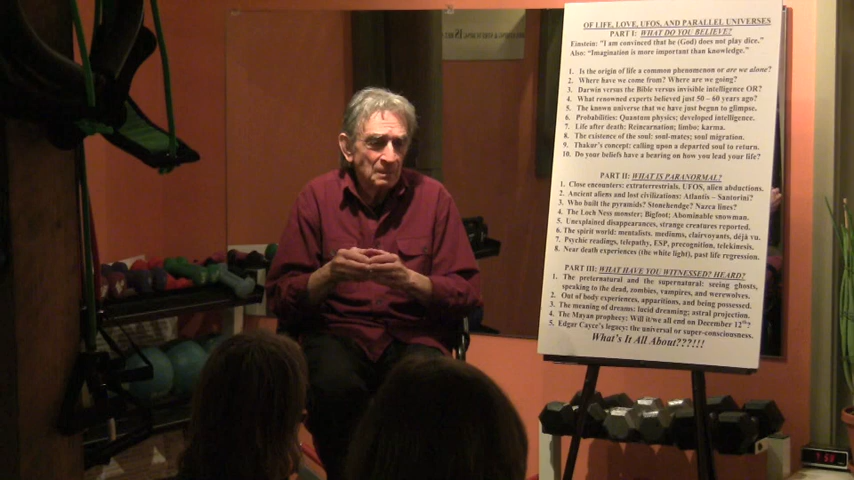 OF LIFE, LOVE, UFOS, AND PARALLEL UNIVERSES
PART I: WHAT DO YOU BELIEVE?
Einstein: "I am convinced that he (God) does not play dice."
Also: "Imagination is more important than knowledge."
1. Is the origin of life a common phenomenon or are we alone?
2. Where have we come from? Where are we going?
3. Darwin versus the Bible versus invisible intelligence OR?
4. What renowned experts believed just 50 – 60 years ago?
5. The known universe that we have just begun to glimpse.
6. Probabilities: Quantum physics; developed intelligence.
7. Life after death: Reincarnation; limbo; karma.
8. The existence of the soul: soul-mates; soul migration.
9. Thakur's concept: calling upon a departed soul to return.
10. Do your beliefs have a bearing on how you lead your life?
PART II: WHAT IS PARANORMAL?
1. Close encounters: extraterrestrials, UFOS, alien abductions.
2. Ancient aliens and lost civilizations: Atlantis – Santorini?
3. Who built the pyramids? Stonehenge? Nazca lines?
4. The Loch Ness monster; Bigfoot; Abominable snowman.
5. Unexplained disappearances, strange creatures reported.
6. The spirit world: mentalists, mediums, clairvoyants, déjà vu.
7. Psychic readings, telepathy, ESP, precognition, telekinesis.
8. Near death experiences (the white light), past life regression.
PART III: WHAT HAVE YOU WITNESSED? HEARD?
1. The preternatural and the supernatural: seeing ghosts,
speaking to the dead, zombies, vampires, and werewolves.
2. Out of body experiences, apparitions, and being possessed.
3. The meaning of dreams: lucid dreaming; astral projection.
4. The Mayan prophecy: Will it/we all end on December 12th?
5. Edgar Cayce's legacy: the universal or super-consciousness.
What's It All About???!!!